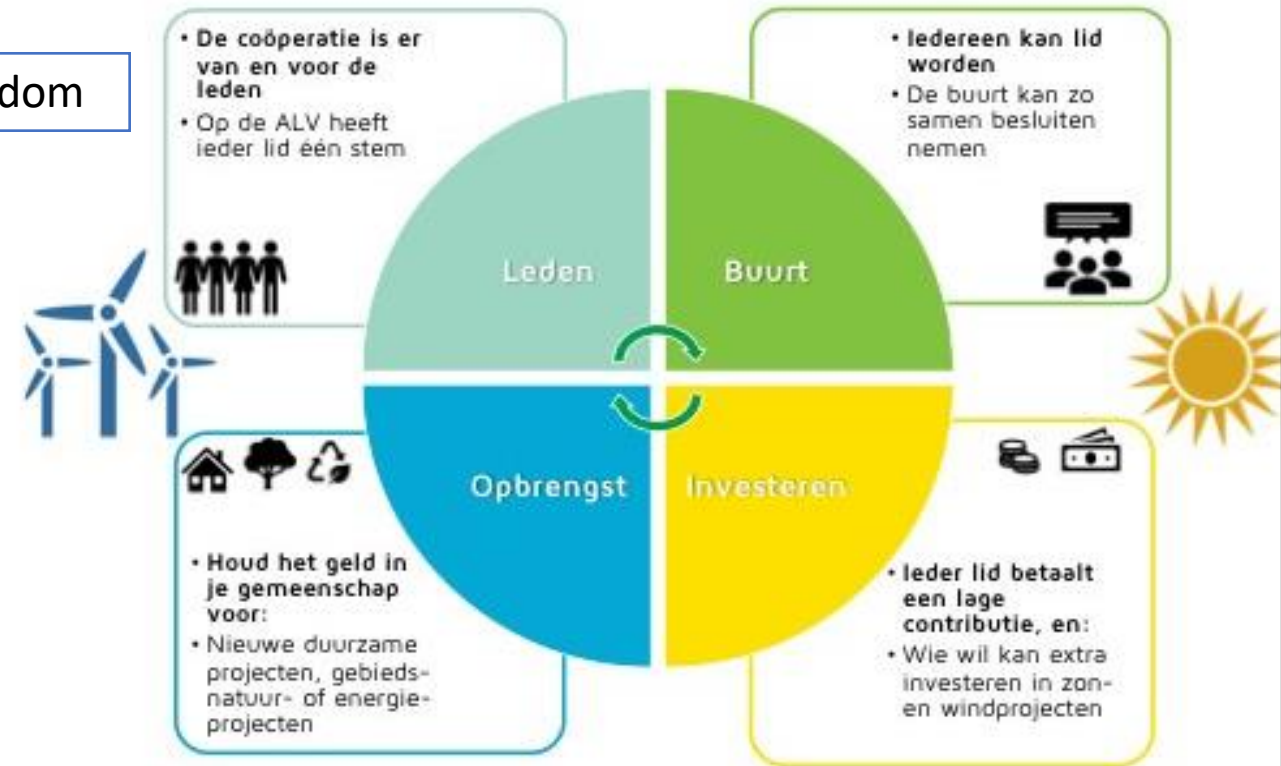 dom
• De coöperatie is er
van en voor de
leden
• Op de ALV heeft
ieder lid één stem
• Iedereen kan lid
worden
• De buurt kan zo
samen besluiten
nemen
Leden
Buurt
Opbrengst
Investeren
• Houd het geld in
je gemeenschap
voor:
• Nieuwe duurzame
projecten, gebieds-
natuur- of energie-
projecten
• Ieder lid betaalt
een lage
contributie, en:
• Wie wil kan extra
investeren in zon-
en windprojecten